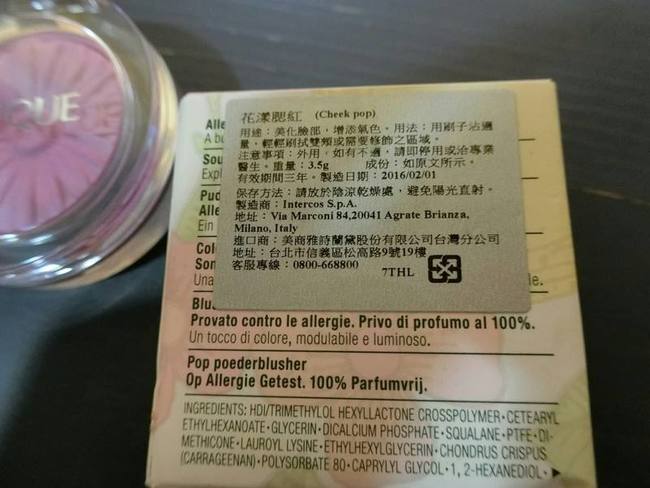 QUE
花漾腮紅 (Cheek pop)
用途：美化臉部，增添氣色。用法：用刷子沾適
量，輕輕刷拭雙頰或需要修飾之區域。
注意事項：外用，如有不適，請即停用或洽專業
醫生。重量：3.5g 成份：如原文所示。
有效期間三年。製造日期：2016/02/01
保存方法：請放於陰涼乾燥處，避免陽光直射。
製造商：Intercos S.p.A.
地址：Via Marconi 84,20041 Agrate Brianza,
Milano, Italy
進口商：美商雅詩蘭黛股份有限公司台灣分公司
地址：台北市信義區松高路9號19樓
客服專線：0800-668800 7THL
Alle
A bu
Sou
Expl
Pud
Alle
Ein
Colo
Son
Una
de.
Blus
Provato contro le allergie. Privo di profumo al 100%.
Un tocco di colore, modulabile e luminoso.
Pop poederblusher
Op Allergie Getest. 100% Parfumvrij.
INGREDIENTS: HDI/TRIMETHYLOL HEXYLLACTONE CROSSPOLYMER•CETEARYL
ETHYLHEXANOATE•GLYCERIN•DICALCIUM PHOSPHATE•SQUALANE•PTFE•DI-
METHICONE•LAUROYL LYSINE•ETHYLHEXYLGLYCERIN•CHONDRUS CRISPUS
(CARRAGEENAN)•POLYSORBATE 80•CAPRYLYL GLYCOL•1, 2-HEXANEDIOL•▶